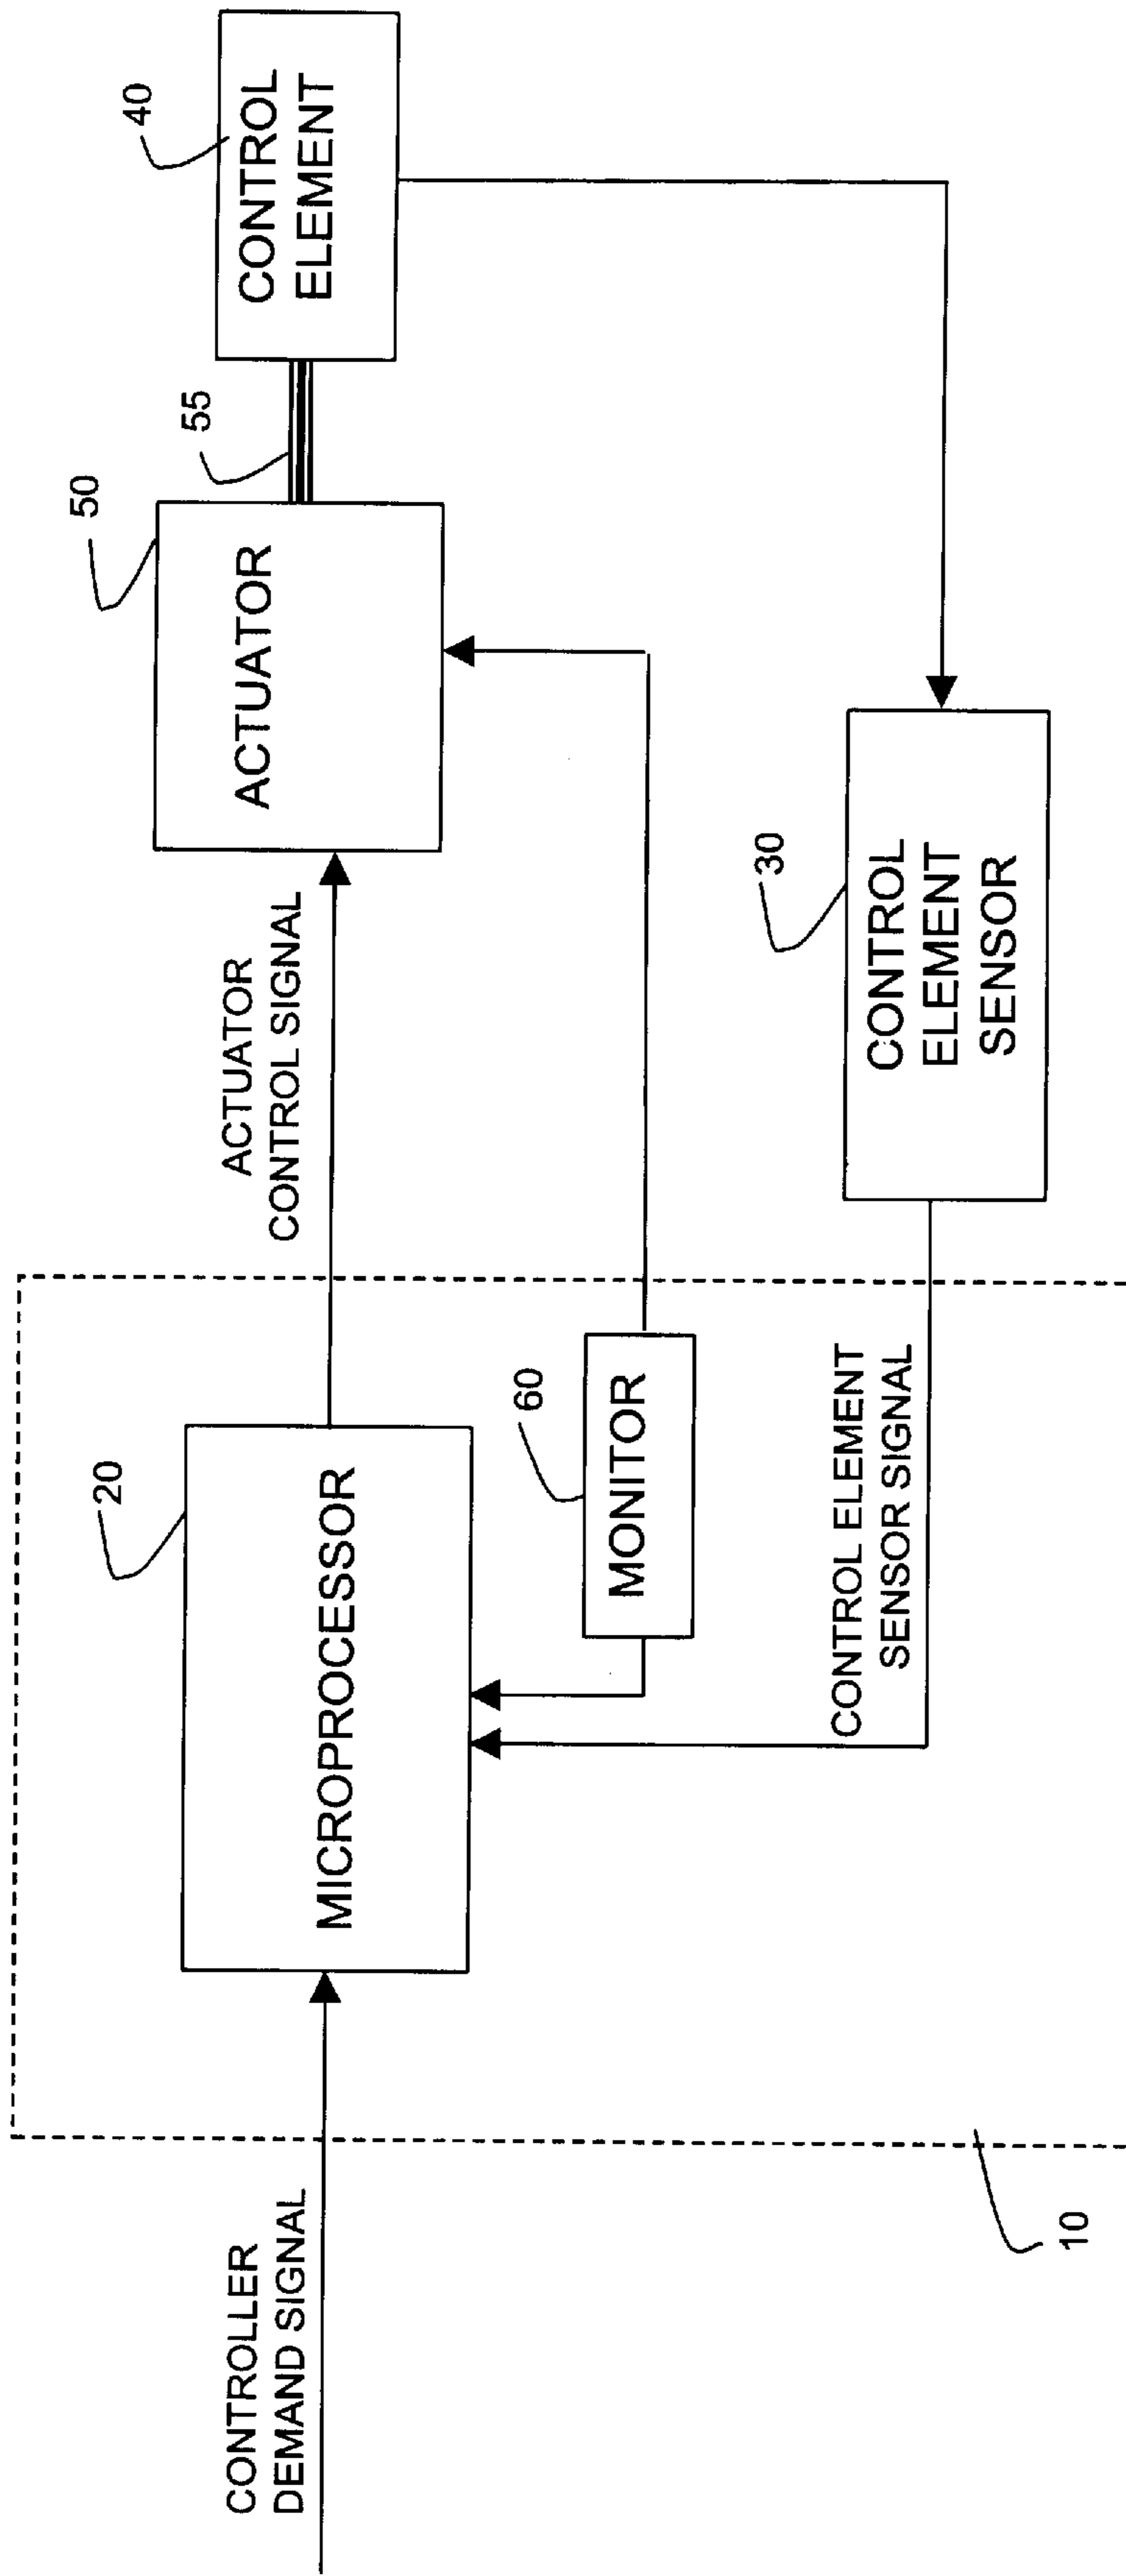 CONTROLLER
DEMAND SIGNAL
10
20
MICROPROCESSOR
60
MONITOR
CONTROL ELEMENT
SENSOR SIGNAL
ACTUATOR
CONTROL SIGNAL
50
ACTUATOR
55
40
CONTROL
ELEMENT
30
CONTROL
ELEMENT
SENSOR